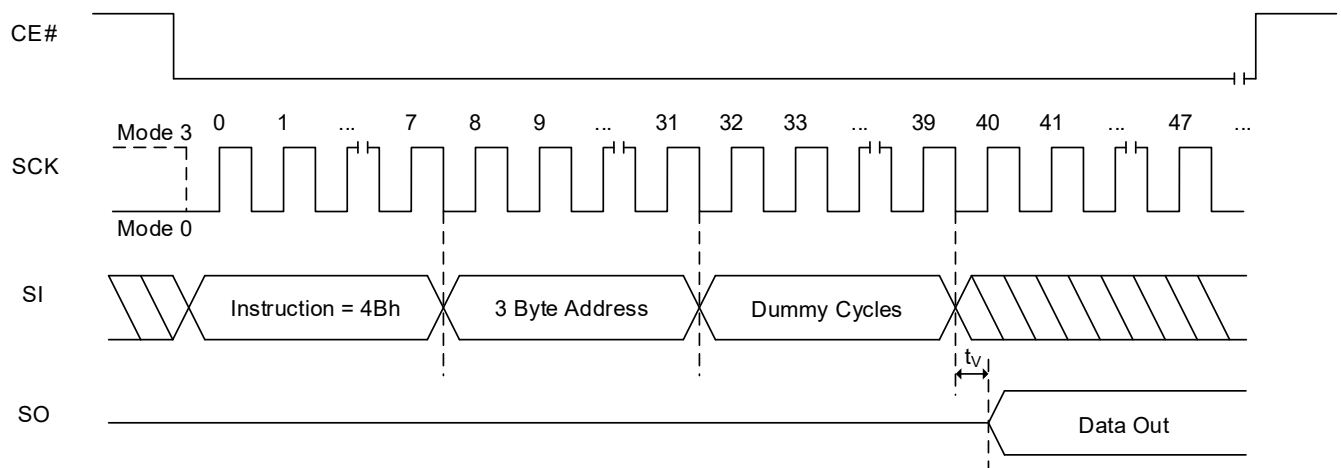 CE#
0 1 ... 7 8 9 ... 31 32 33 ... 39 40 41 ... 47 ...
Mode 3
SCK
Mode 0
SI
Instruction = 4Bh
3 Byte Address
Dummy Cycles
tV
SO
Data Out